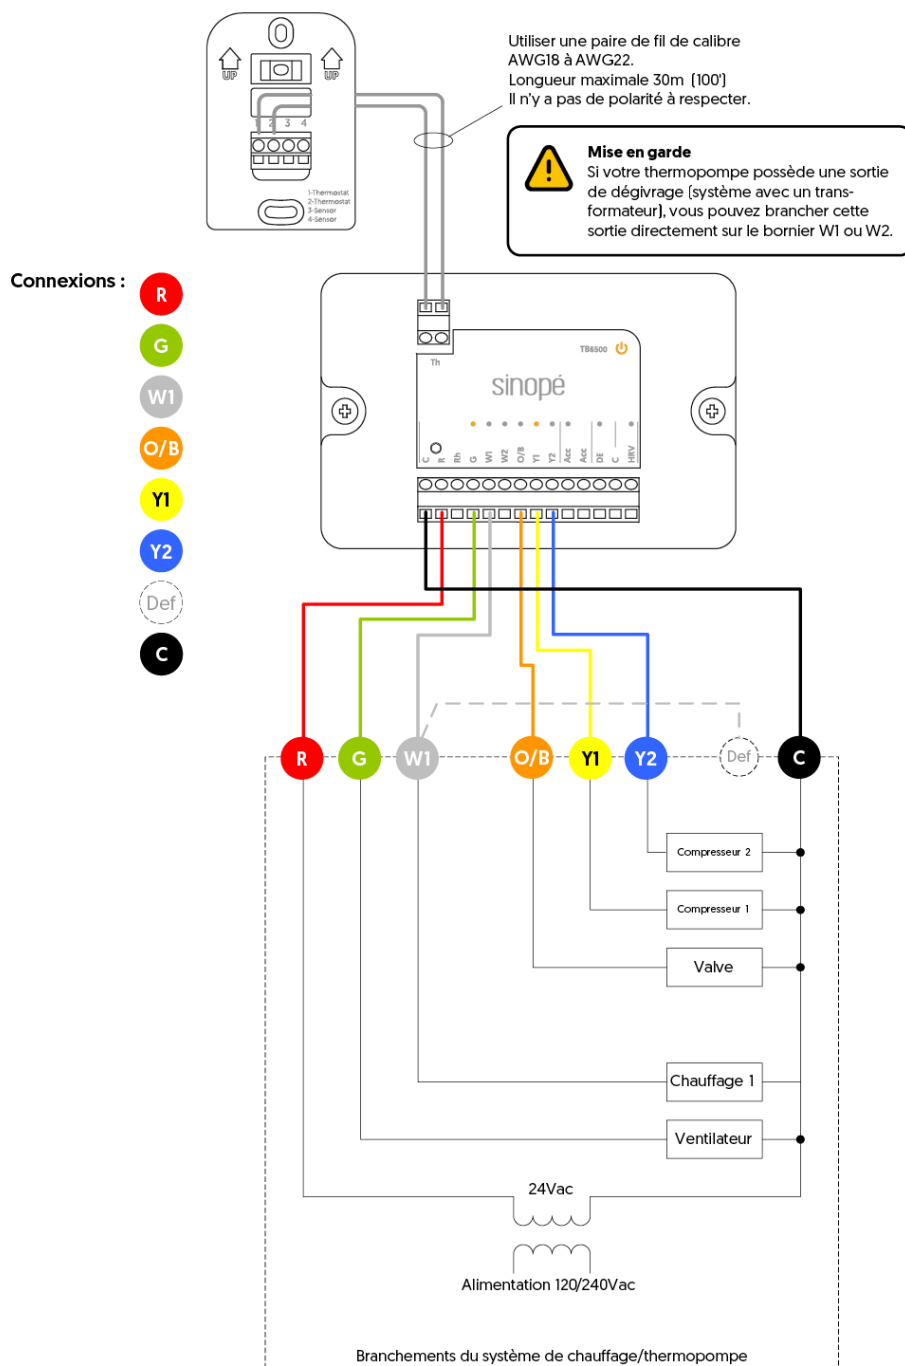 UP
UP
1 2 3 4
1-Thermostat
2-Thermostat
3-Sensor
4-Sensor
Utiliser une paire de fil de calibre
AWG18 à AWG22.
Longueur maximale 30m (100')
Il n'y a pas de polarité à respecter.
Mise en garde
Si votre thermopompe possède une sortie
de dégivrage (système avec un trans-
formateur), vous pouvez brancher cette
sortie directement sur le bornier W1 ou W2.
Connexions :
R
G
W1
O/B
Y1
Y2
Def
C
Th
TB6500
sinopé
C R Rh G W1 W2 O/B Y1 Y2 Acc Acc DE C HRV
R G W1 O/B Y1 Y2 Def C
Compresseur 2
Compresseur 1
Valve
Chauffage 1
Ventilateur
24Vac
Alimentation 120/240Vac
Branchements du système de chauffage/thermopompe